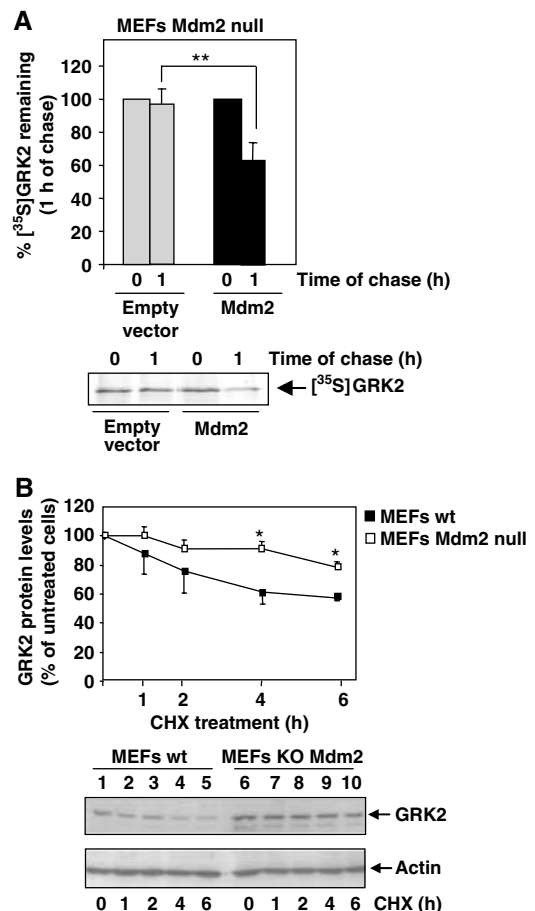 A
MEFs Mdm2 null
% [35S]GRK2 remaining
(1 h of chase)
120
100
80
60
40
20
0
**
0 1 0 1 Time of chase (h)
Empty vector
Mdm2
0 1 0 1 Time of chase (h)
[35S]GRK2
Empty vector
Mdm2
B
GRK2 protein levels
(% of untreated cells)
120
100
80
60
40
20
0
*
*
MEFs wt
MEFs Mdm2 null
1 2 4 6
CHX treatment (h)
MEFs wt MEFs KO Mdm2
1 2 3 4 5 6 7 8 9 10
GRK2
Actin
0 1 2 4 6 0 1 2 4 6 CHX (h)